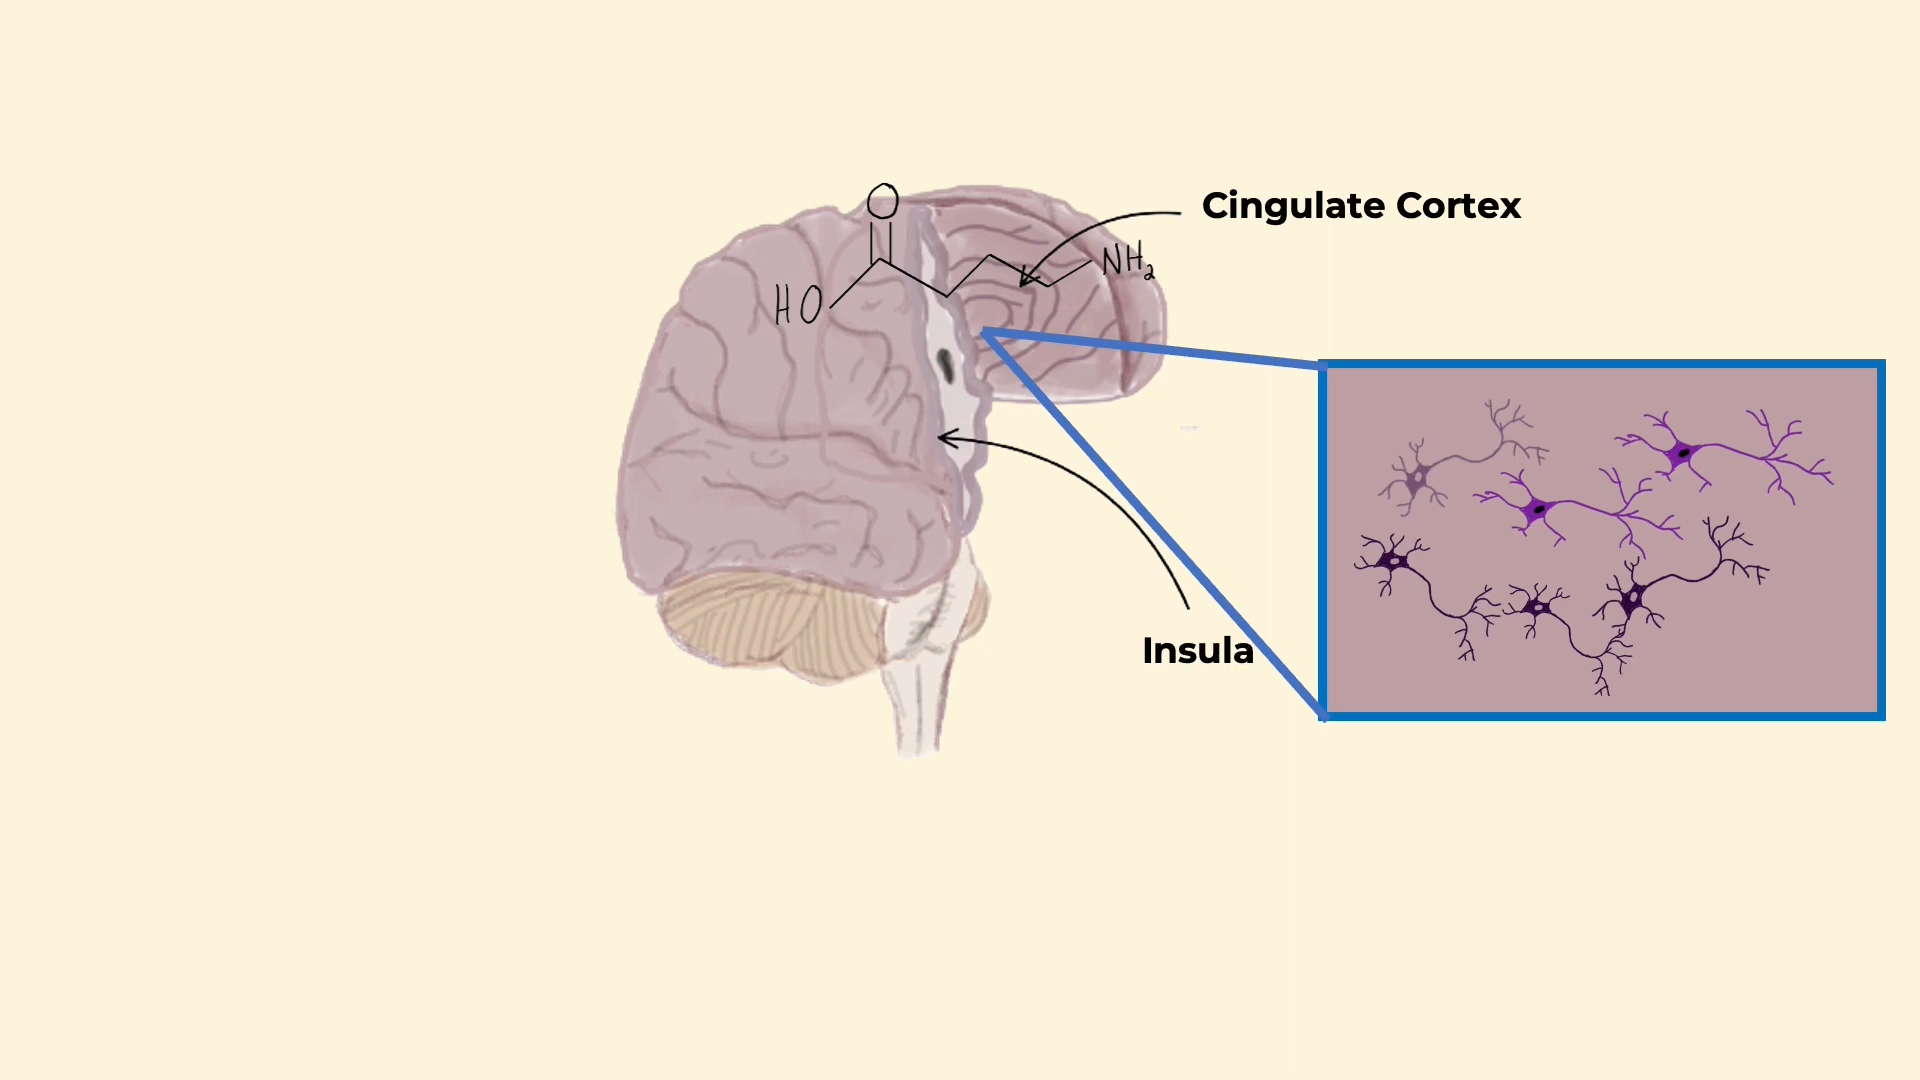 O
Cingulate Cortex
NH₂
HO
Insula